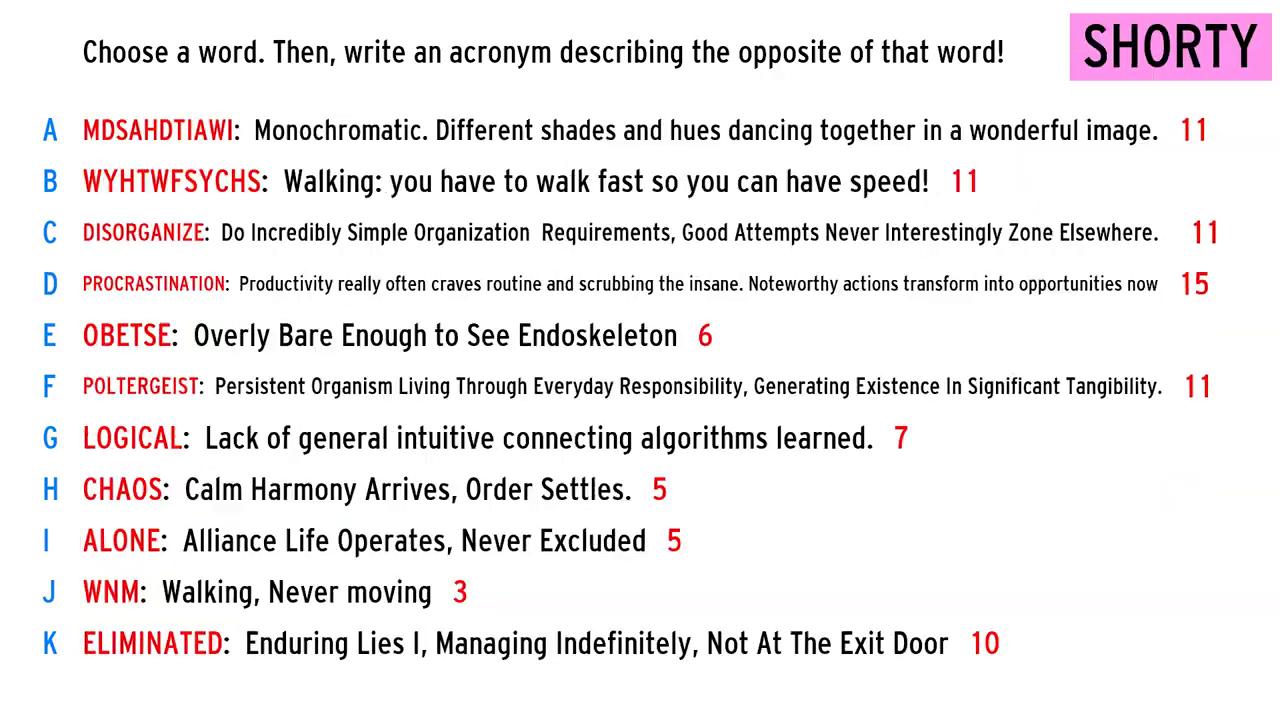 Choose a word. Then, write an acronym describing the opposite of that word!
SHORTY
A MDSAHDTIAWI: Monochromatic. Different shades and hues dancing together in a wonderful image. 11
B WYHTWFSYCHS: Walking: you have to walk fast so you can have speed! 11
C DISORGANIZE: Do Incredibly Simple Organization Requirements, Good Attempts Never Interestingly Zone Elsewhere. 11
D PROCRASTINATION: Productivity really often craves routine and scrubbing the insane. Noteworthy actions transform into opportunities now 15
E OBETSE: Overly Bare Enough to See Endoskeleton 6
F POLTERGEIST: Persistent Organism Living Through Everyday Responsibility, Generating Existence In Significant Tangibility. 11
G LOGICAL: Lack of general intuitive connecting algorithms learned. 7
H CHAOS: Calm Harmony Arrives, Order Settles. 5
I ALONE: Alliance Life Operates, Never Excluded 5
J WNM: Walking, Never moving 3
K ELIMINATED: Enduring Lies I, Managing Indefinitely, Not At The Exit Door 10